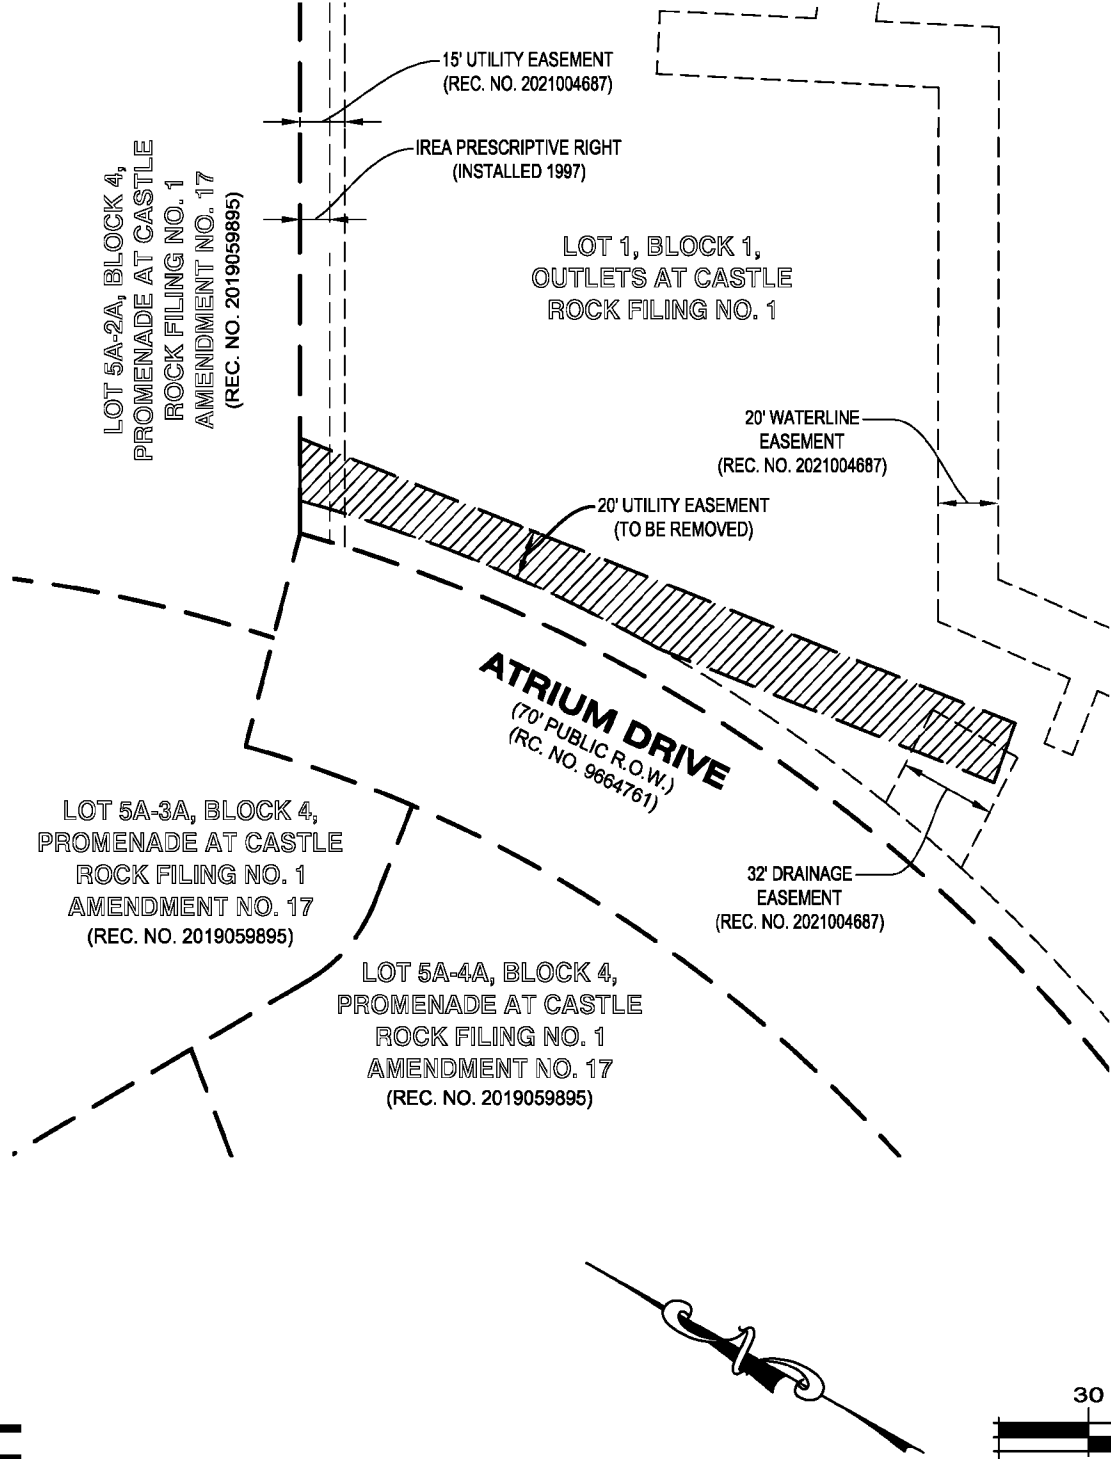 15' UTILITY EASEMENT
(REC. NO. 2021004687)
IREA PRESCRIPTIVE RIGHT
(INSTALLED 1997)
LOT 5A-2A, BLOCK 4,
PROMENADE AT CASTLE
ROCK FILING NO. 1
AMENDMENT NO. 17
(REC. NO. 2019059895)
LOT 1, BLOCK 1,
OUTLETS AT CASTLE
ROCK FILING NO. 1
20' WATERLINE
EASEMENT
(REC. NO. 2021004687)
20' UTILITY EASEMENT
(TO BE REMOVED)
ATRIUM DRIVE
(70' PUBLIC R.O.W.)
(RC. NO. 9664761)
LOT 5A-3A, BLOCK 4,
PROMENADE AT CASTLE
ROCK FILING NO. 1
AMENDMENT NO. 17
(REC. NO. 2019059895)
32' DRAINAGE
EASEMENT
(REC. NO. 2021004687)
LOT 5A-4A, BLOCK 4,
PROMENADE AT CASTLE
ROCK FILING NO. 1
AMENDMENT NO. 17
(REC. NO. 2019059895)
30